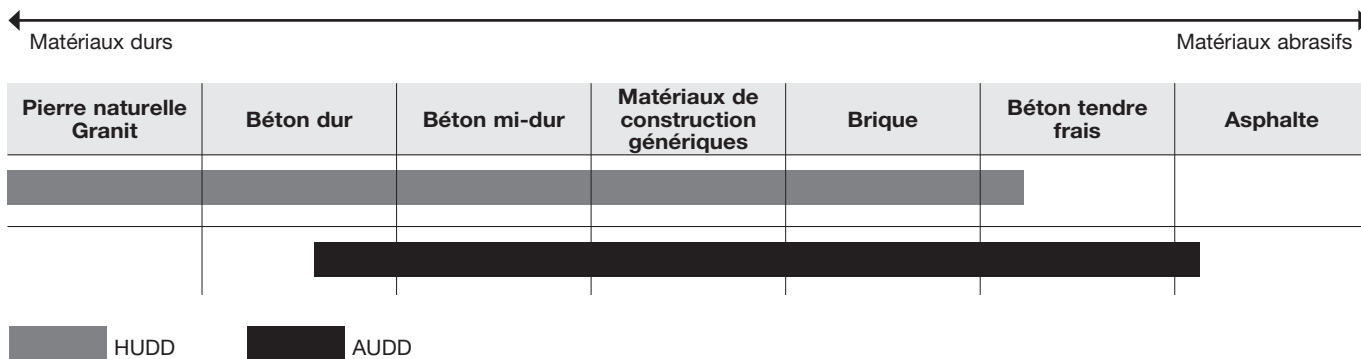 Matériaux durs
Matériaux abrasifs
Pierre naturelle
Granit
Béton dur
Béton mi-dur
Matériaux de
construction
génériques
Brique
Béton tendre
frais
Asphalte
HUDD
AUDD